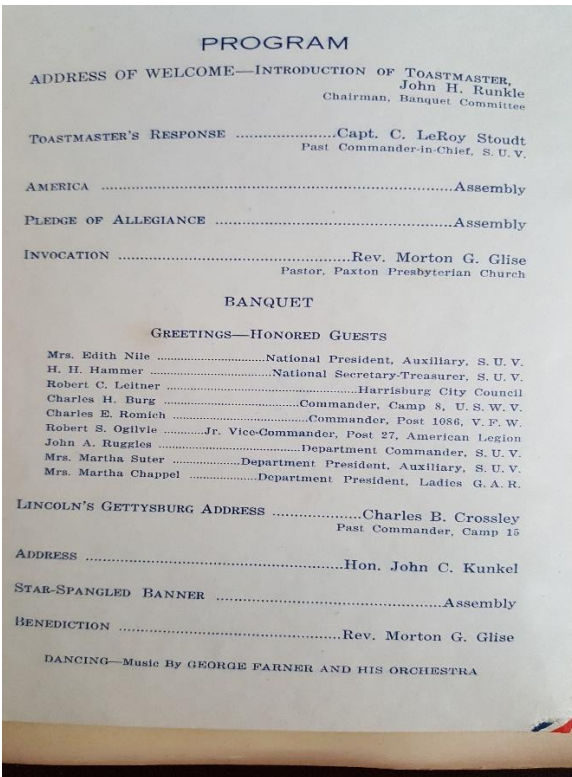 PROGRAM
ADDRESS OF WELCOME—INTRODUCTION OF TOASTMASTER,
John H. Runkle
Chairman, Banquet Committee
TOASTMASTER'S RESPONSE ....................Capt. C. LeRoy Stoudt
Past Commander-in-Chief, S. U. V.
AMERICA ......................................................................Assembly
PLEDGE OF ALLEGIANCE ...............................................Assembly
INVOCATION ..............................................Rev. Morton G. Glise
Pastor, Paxton Presbyterian Church
BANQUET
GREETINGS—HONORED GUESTS
Mrs. Edith Nile ............................National President, Auxiliary, S. U. V.
H. H. Hammer ................................National Secretary-Treasurer, S. U. V.
Robert C. Leitner ..................................................Harrisburg City Council
Charles H. Burg .....................................Commander, Camp 8, U. S. W. V.
Charles E. Romich ....................................Commander, Post 1086, V. F. W.
Robert S. Ogilvie ...........Jr. Vice-Commander, Post 27, American Legion
John A. Ruggles ........................................Department Commander, S. U. V.
Mrs. Martha Suter ..................Department President, Auxiliary, S. U. V.
Mrs. Martha Chappel ..................Department President, Ladies G. A. R.
LINCOLN'S GETTYSBURG ADDRESS ..................Charles B. Crossley
Past Commander, Camp 15
ADDRESS ....................................................Hon. John C. Kunkel
STAR-SPANGLED BANNER .............................................Assembly
BENEDICTION .............................................Rev. Morton G. Glise
DANCING—Music By GEORGE FARNER AND HIS ORCHESTRA